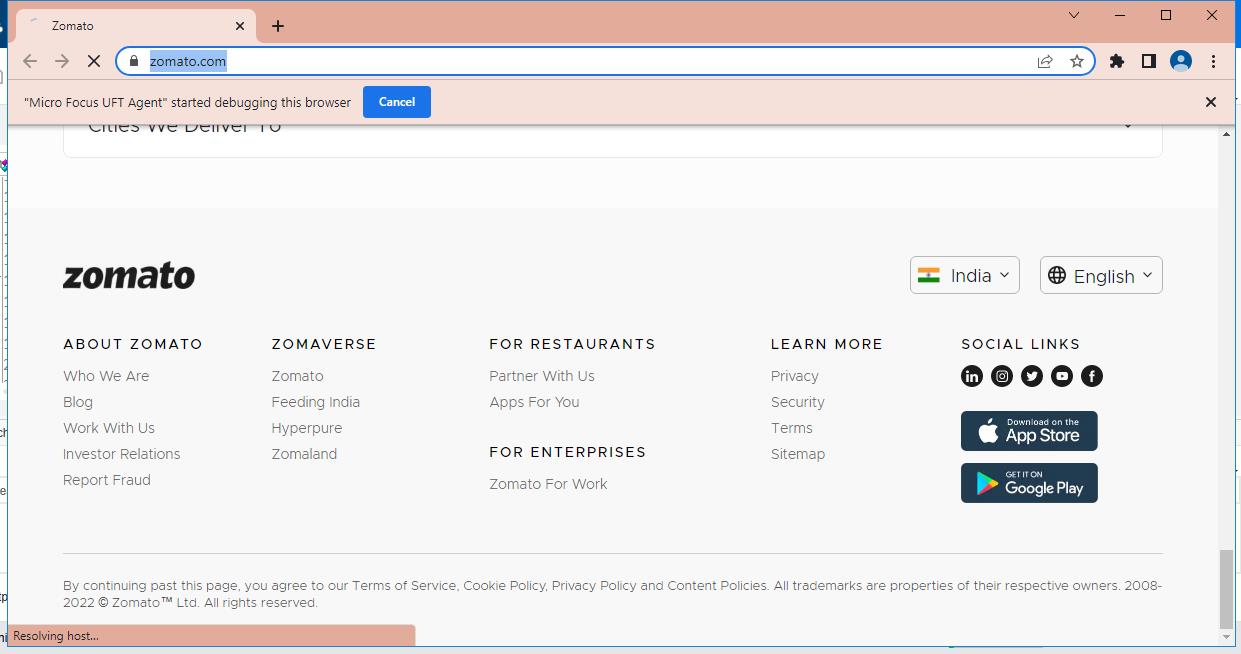 Zomato
zomato.com
"Micro Focus UFT Agent" started debugging this browser
Cancel
Cities We Deliver To
zomato
India
English
ABOUT ZOMATO
Who We Are
Blog
Work With Us
Investor Relations
Report Fraud
ZOMAVERSE
Zomato
Feeding India
Hyperpure
Zomaland
FOR RESTAURANTS
Partner With Us
Apps For You
FOR ENTERPRISES
Zomato For Work
LEARN MORE
Privacy
Security
Terms
Sitemap
SOCIAL LINKS
in
f
Download on the
App Store
GET IT ON
Google Play
By continuing past this page, you agree to our Terms of Service, Cookie Policy, Privacy Policy and Content Policies. All trademarks are properties of their respective owners. 2008-
2022 © Zomato™ Ltd. All rights reserved.
Resolving host...